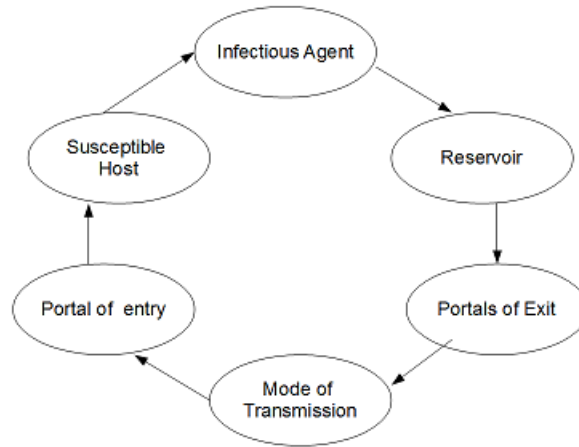 Infectious Agent
Reservoir
Portals of Exit
Mode of
Transmission
Portal of entry
Susceptible
Host